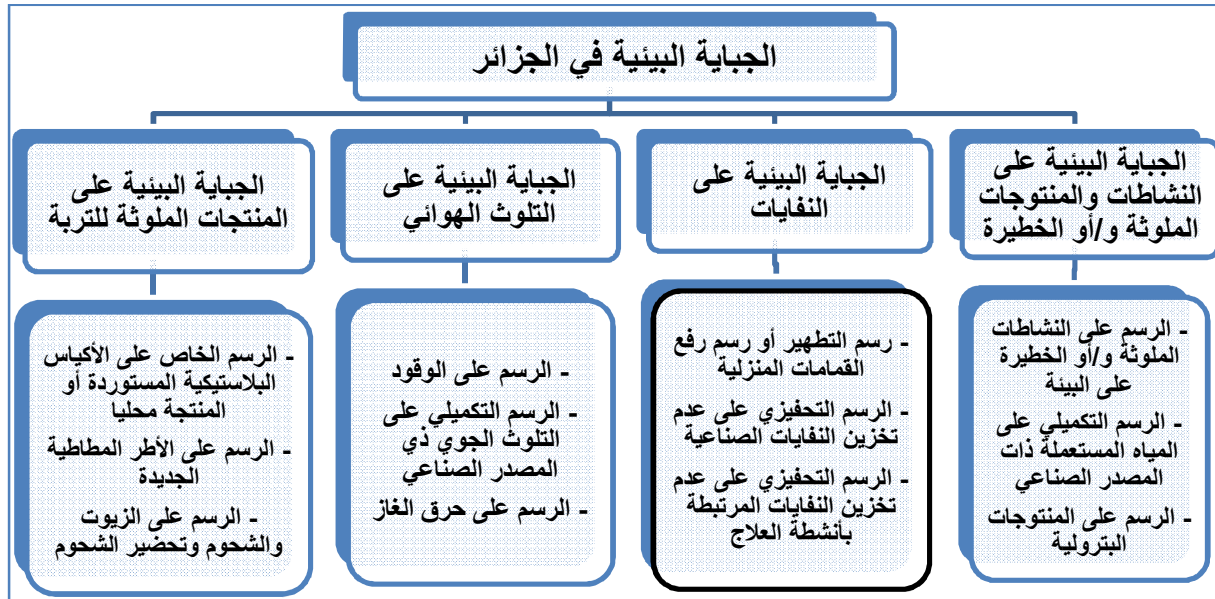 الجباية البيئية في الجزائر
الجباية البيئية على
النشاطات والمنتوجات
الملوثة و/أو الخطيرة
الجباية البيئية على
النفايات
الجباية البيئية على
التلوث الهوائي
الجباية البيئية على
المنتجات الملوثة للتربة
- الرسم على النشاطات
الملوثة و/أو الخطيرة
على البيئة
- الرسم التكميلي على
المياه المستعملة ذات
المصدر الصناعي
- الرسم على المنتوجات
البترولية
- رسم التطهير أو رسم رفع
القمامات المنزلية
- الرسم التحفيزي على عدم
تخزين النفايات الصناعية
- الرسم التحفيزي على عدم
تخزين النفايات المرتبطة
بأنشطة العلاج
- الرسم على الوقود
- الرسم التكميلي على
التلوث الجوي ذي
المصدر الصناعي
- الرسم على حرق الغاز
- الرسم الخاص على الأكياس
البلاستيكية المستوردة أو
المنتجة محليا
- الرسم على الأطر المطاطية
الجديدة
- الرسم على الزيوت
والشحوم وتحضير الشحوم